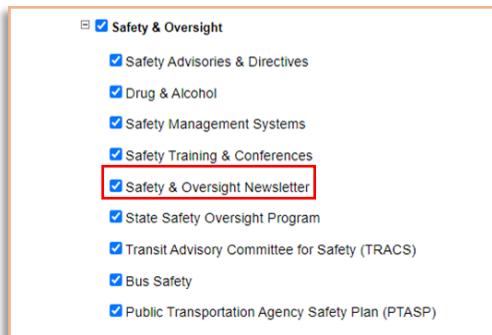 Safety & Oversight
Safety Advisories & Directives
Drug & Alcohol
Safety Management Systems
Safety Training & Conferences
Safety & Oversight Newsletter
State Safety Oversight Program
Transit Advisory Committee for Safety (TRACS)
Bus Safety
Public Transportation Agency Safety Plan (PTASP)